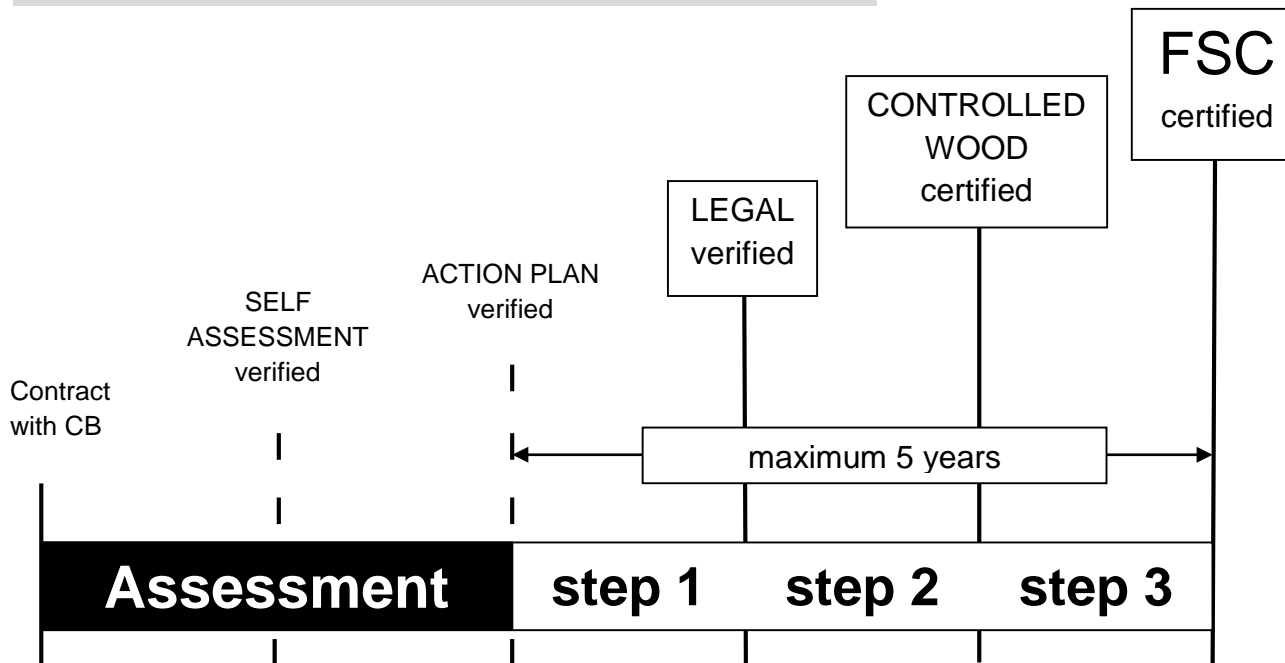 Contract
with CB
SELF
ASSESSMENT
verified
ACTION PLAN
verified
LEGAL
verified
CONTROLLED
WOOD
certified
FSC
certified
maximum 5 years
Assessment
step 1
step 2
step 3